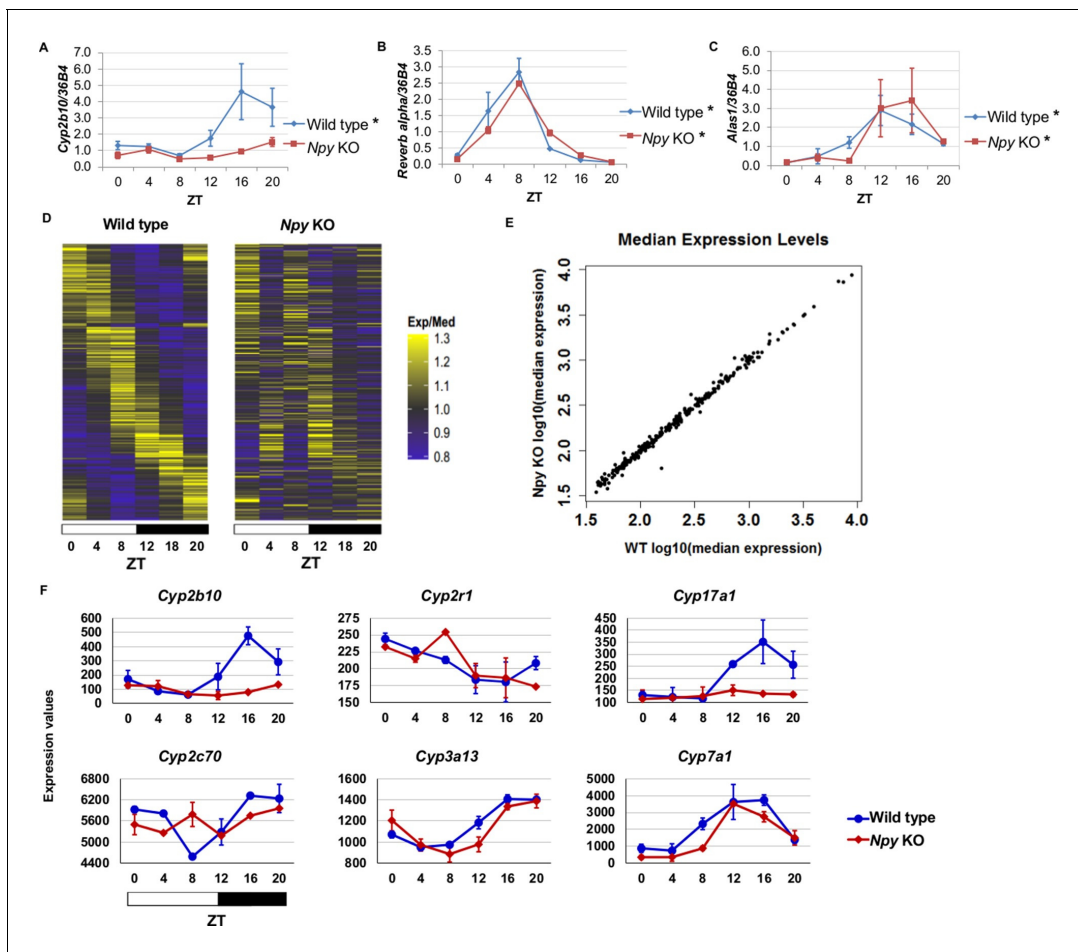 A
Cyp2b10/36B4
7.0
6.0
5.0
4.0
3.0
2.0
1.0
0.0
0 4 8 12 16 20
ZT
Wild type *
Npy KO
B
Reverb alpha/36B4
3.5
3.0
2.5
2.0
1.5
1.0
0.5
0.0
0 4 8 12 16 20
ZT
Wild type *
Npy KO *
C
Alas1/36B4
6.0
5.0
4.0
3.0
2.0
1.0
0.0
0 4 8 12 16 20
ZT
Wild type *
Npy KO *
D
Wild type
Npy KO
0 4 8 12 18 20
ZT
0 4 8 12 18 20
ZT
Exp/Med
1.3
1.2
1.1
1.0
0.9
0.8
E
Median Expression Levels
Npy KO log10(median expression)
4.0
3.5
3.0
2.5
2.0
1.5
1.5 2.0 2.5 3.0 3.5 4.0
WT log10(median expression)
F
Expression values
Cyp2b10
600
500
400
300
200
100
0
0 4 8 12 16 20
Cyp2r1
275
250
225
200
175
150
0 4 8 12 16 20
Cyp17a1
450
400
350
300
250
200
150
100
0 4 8 12 16 20
Cyp2c70
6800
6200
5600
5000
4400
0 4 8 12 16 20
ZT
Cyp3a13
1600
1400
1200
1000
800
0 4 8 12 16 20
Cyp7a1
5000
4000
3000
2000
1000
0
0 4 8 12 16 20
Wild type
Npy KO